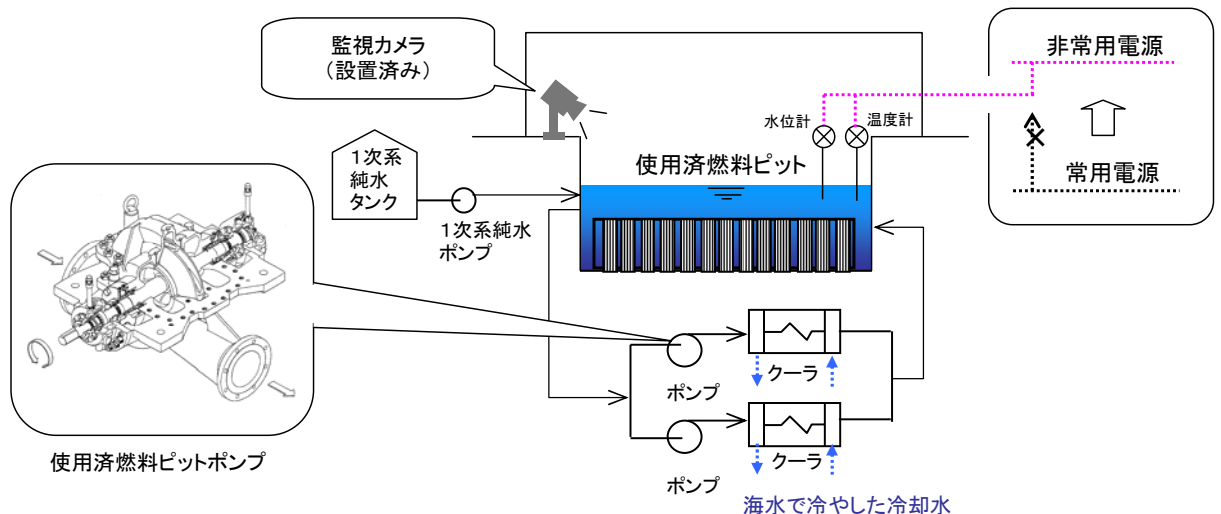 監視カメラ
（設置済み）
非常用電源
常用電源
水位計
温度計
1次系
純水
タンク
使用済燃料ピット
1次系純水
ポンプ
ポンプ
クーラ
ポンプ
クーラ
使用済燃料ピットポンプ
海水で冷やした冷却水